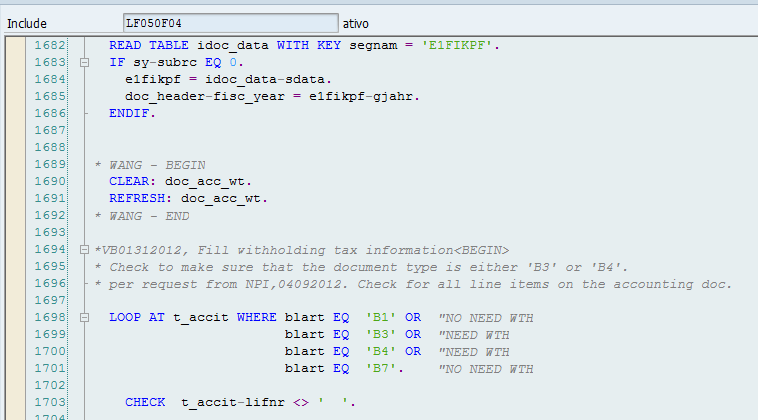 Include LF050F04 ativo
1682 READ TABLE idoc_data WITH KEY segnam = 'E1FIKPF'.
1683 IF sy-subrc EQ 0.
1684 e1fikpf = idoc_data-sdata.
1685 doc_header-fisc_year = e1fikpf-gjahr.
1686 ENDIF.
1687
1688
1689 * WANG - BEGIN
1690 CLEAR: doc_acc_wt.
1691 REFRESH: doc_acc_wt.
1692 * WANG - END
1693
1694 *VB01312012, Fill withholding tax information<BEGIN>
1695 * Check to make sure that the document type is either 'B3' or 'B4'.
1696 * per request from NPI,04092012. Check for all line items on the accounting doc.
1697
1698 LOOP AT t_accit WHERE blart EQ 'B1' OR "NO NEED WTH
1699 blart EQ 'B3' OR "NEED WTH
1700 blart EQ 'B4' OR "NEED WTH
1701 blart EQ 'B7'. "NO NEED WTH
1702
1703 CHECK t_accit-lifnr <> ' '.
1704